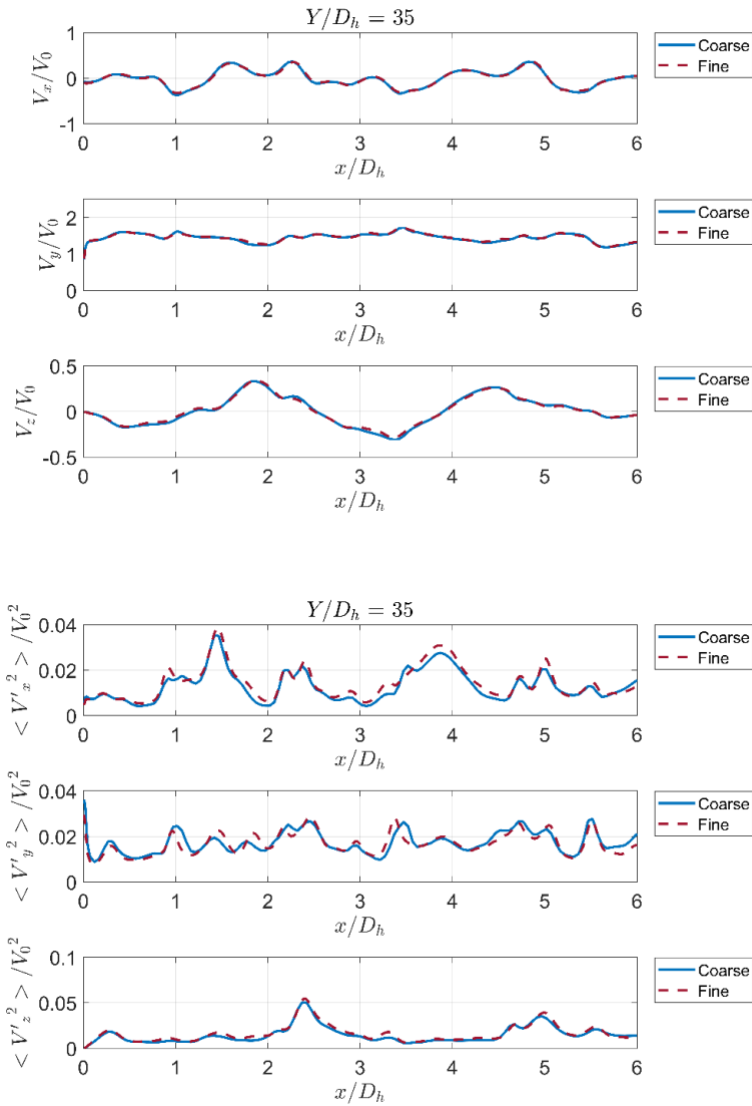 Y/D_h = 35
V_x/V_0
1
0
-1
0 1 2 3 4 5 6
x/D_h
Coarse
Fine
V_y/V_0
2
1
0
0 1 2 3 4 5 6
x/D_h
Coarse
Fine
V_z/V_0
0.5
0
-0.5
0 1 2 3 4 5 6
x/D_h
Coarse
Fine
Y/D_h = 35
< V'_x^2 > /V_0^2
0.04
0.02
0
0 1 2 3 4 5 6
x/D_h
Coarse
Fine
< V'_y^2 > /V_0^2
0.04
0.02
0
0 1 2 3 4 5 6
x/D_h
Coarse
Fine
< V'_z^2 > /V_0^2
0.1
0.05
0
0 1 2 3 4 5 6
x/D_h
Coarse
Fine